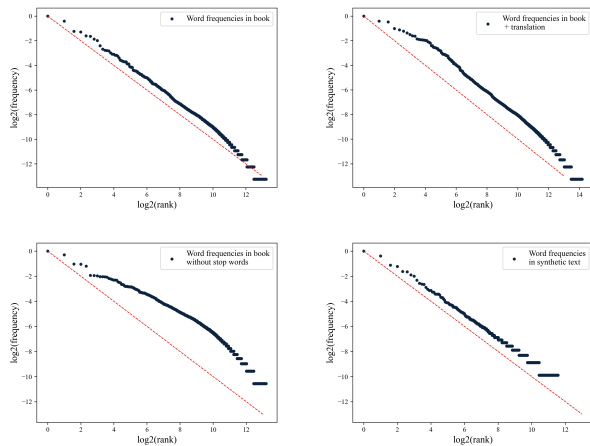 Word frequencies in book
0
−2
−4
−6
−8
−10
−12
log2(frequency)
0 2 4 6 8 10 12
log2(rank)
Word frequencies in book
+ translation
0
−2
−4
−6
−8
−10
−12
log2(frequency)
0 2 4 6 8 10 12 14
log2(rank)
Word frequencies in book
without stop words
0
−2
−4
−6
−8
−10
−12
log2(frequency)
0 2 4 6 8 10 12
log2(rank)
Word frequencies
in synthetic text
0
−2
−4
−6
−8
−10
−12
log2(frequency)
0 2 4 6 8 10 12
log2(rank)